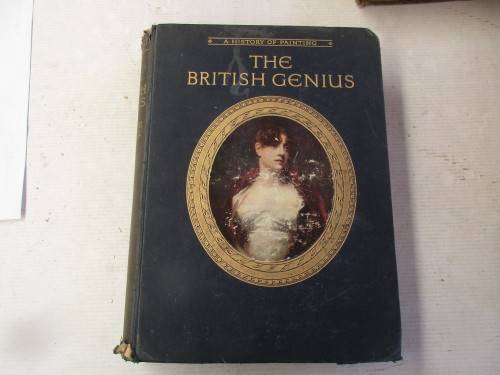 A HISTORY OF PAINTING
THE
BRITISH GENIUS